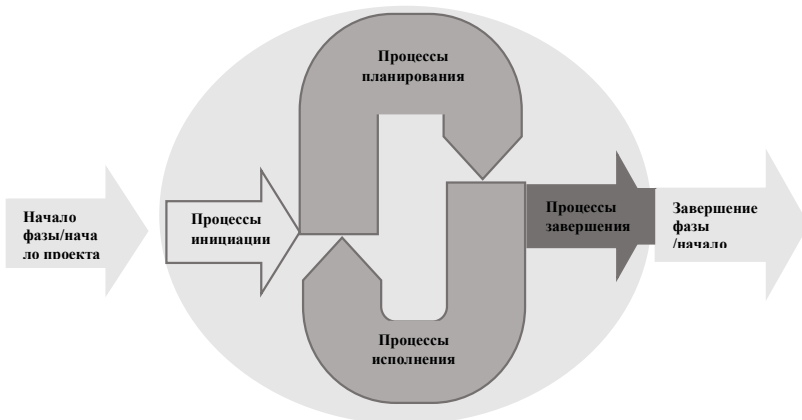 Процессы
планирования
Начало
фазы/нача
ло проекта
Процессы
инициации
Процессы
завершения
Завершение
фазы
/начало
Процессы
исполнения